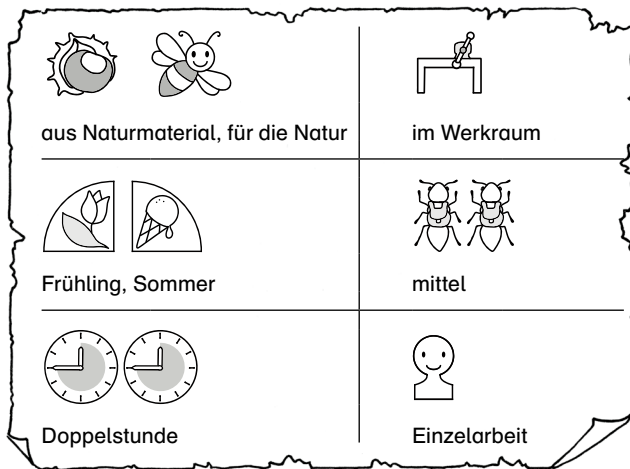 aus Naturmaterial, für die Natur
im Werkraum
Frühling, Sommer
mittel
Doppelstunde
Einzelarbeit